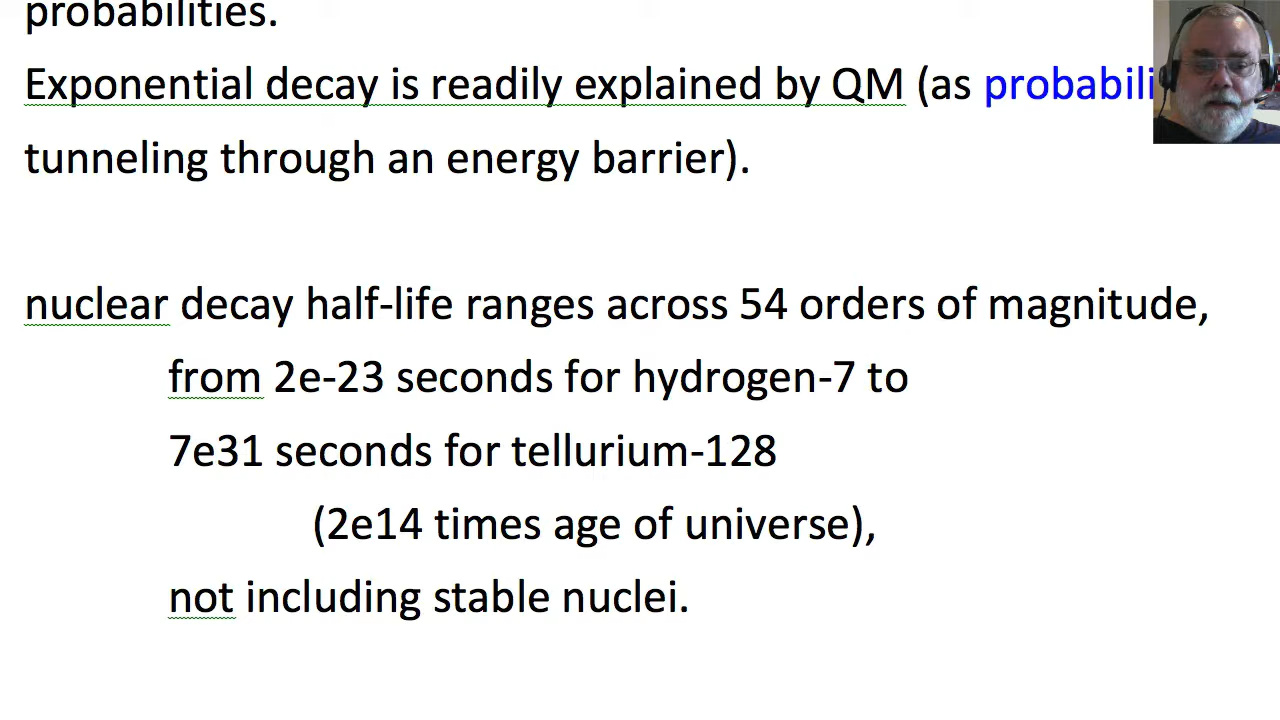 probabilities.
Exponential decay is readily explained by QM (as
tunneling through an energy barrier).
nuclear decay half-life ranges across 54 orders of magnitude,
from 2e-23 seconds for hydrogen-7 to
7e31 seconds for tellurium-128
(2e14 times age of universe),
not including stable nuclei.